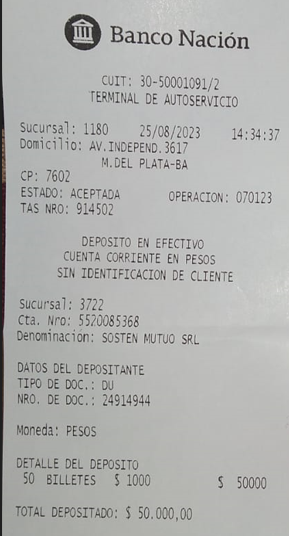 Banco Nación
CUIT: 30-50001091/2
TERMINAL DE AUTOSERVICIO
Sucursal: 1180 25/08/2023 14:34:37
Domicilio: AV.INDEPEND.3617
M.DEL PLATA-BA
CP: 7602
ESTADO: ACEPTADA OPERACION: 070123
TAS NRO: 914502
DEPOSITO EN EFECTIVO
CUENTA CORRIENTE EN PESOS
SIN IDENTIFICACION DE CLIENTE
Sucursal: 3722
Cta. Nro: 5520085368
Denominación: SOSTEN MUTUO SRL
DATOS DEL DEPOSITANTE
TIPO DE DOC.: DU
NRO. DE DOC.: 24914944
Moneda: PESOS
DETALLE DEL DEPOSITO
50 BILLETES $ 1000 $ 50000
TOTAL DEPOSITADO: $ 50.000,00